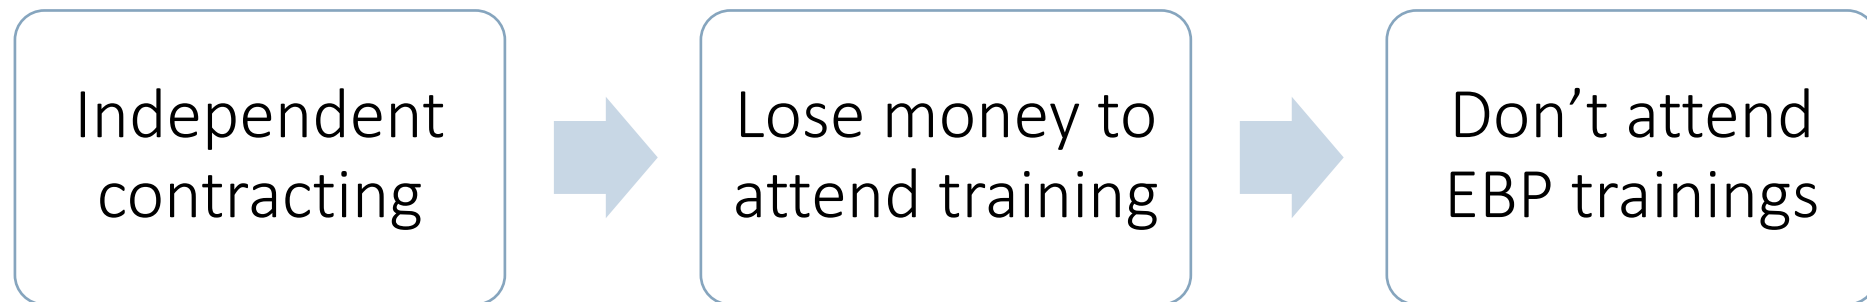 Independent
contracting
Lose money to
attend training
Don’t attend
EBP trainings